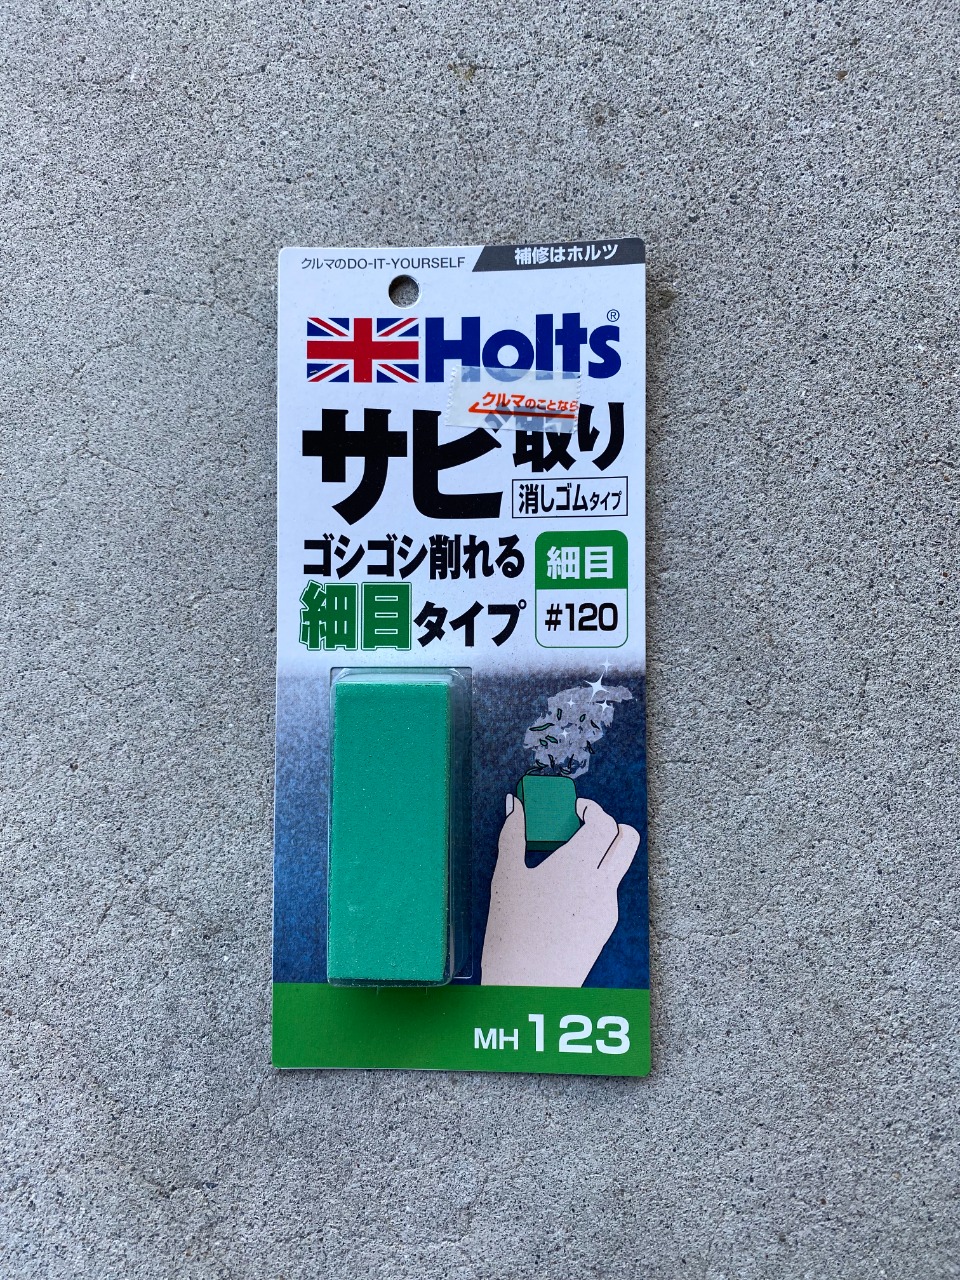 クルマのDO-IT-YOURSELF
補修はホルツ
Holts®
クルマのことなら
サビ取り
消しゴムタイプ
ゴシゴシ削れる
細目タイプ
細目
#120
MH123